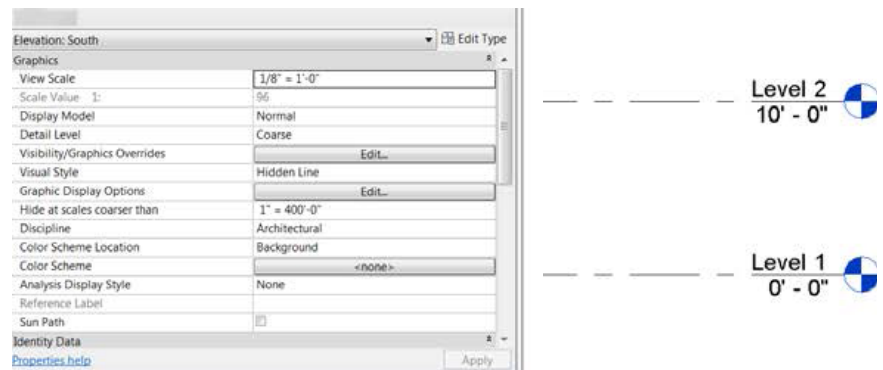 Elevation: South Edit Type
Graphics
View Scale 1/8" = 1'-0"
Scale Value 1: 96
Display Model Normal
Detail Level Coarse
Visibility/Graphics Overrides Edit...
Visual Style Hidden Line
Graphic Display Options Edit...
Hide at scales coarser than 1" = 400'-0"
Discipline Architectural
Color Scheme Location Background
Color Scheme <none>
Analysis Display Style None
Reference Label
Sun Path
Identity Data
Properties help Apply
Level 2
10' - 0"
Level 1
0' - 0"